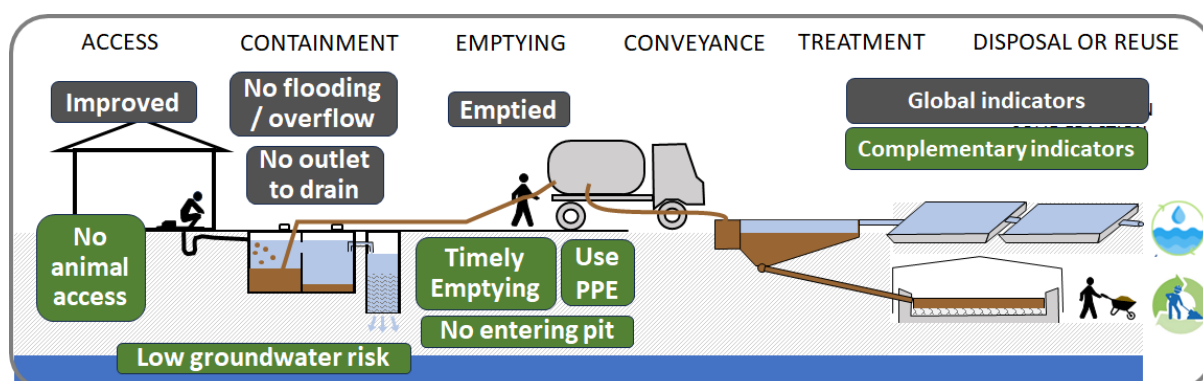 ACCESS
CONTAINMENT
EMPTYING
CONVEYANCE
TREATMENT
DISPOSAL OR REUSE
Improved
No flooding
/ overflow
No outlet
to drain
Emptied
Global indicators
Complementary indicators
No
animal
access
Timely
Emptying
Use
PPE
No entering pit
Low groundwater risk